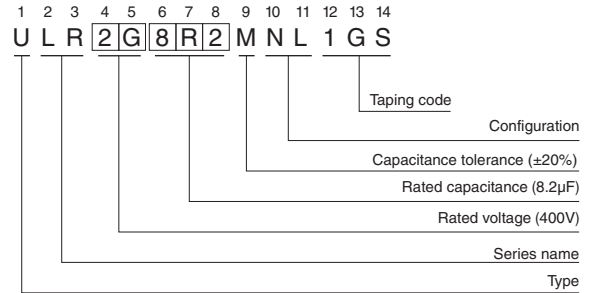 1 2 3 4 5 6 7 8 9 10 11 12 13 14
U L R 2 G 8 R 2 M N L 1 G S
Taping code
Configuration
Capacitance tolerance (±20%)
Rated capacitance (8.2µF)
Rated voltage (400V)
Series name
Type